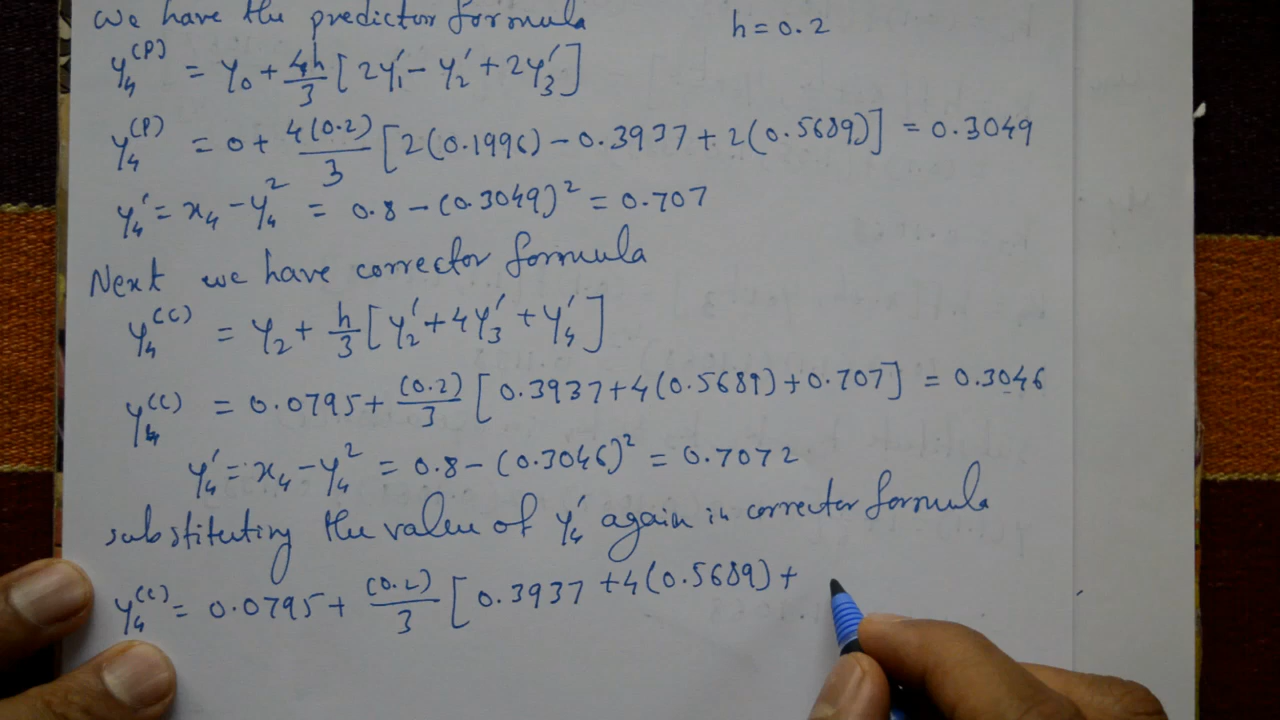 We have the predictor formula h = 0.2
y₄⁽ᴾ⁾ = y₀ + 4h/3 [2y₁′ - y₂′ + 2y₃′]
y₄⁽ᴾ⁾ = 0 + 4(0.2)/3 [2(0.1996) - 0.3937 + 2(0.5689)] = 0.3049
y₄′ = x₄ - y₄² = 0.8 - (0.3049)² = 0.707
Next we have corrector formula
y₄⁽ᶜ⁾ = y₂ + h/3 [y₂′ + 4y₃′ + y₄′]
y₄⁽ᶜ⁾ = 0.0795 + (0.2)/3 [0.3937 + 4(0.5689) + 0.707] = 0.3046
y₄′ = x₄ - y₄² = 0.8 - (0.3046)² = 0.7072
substituting the value of y₄′ again in corrector formula
y₄⁽ᶜ⁾ = 0.0795 + (0.2)/3 [0.3937 + 4(0.5689) +